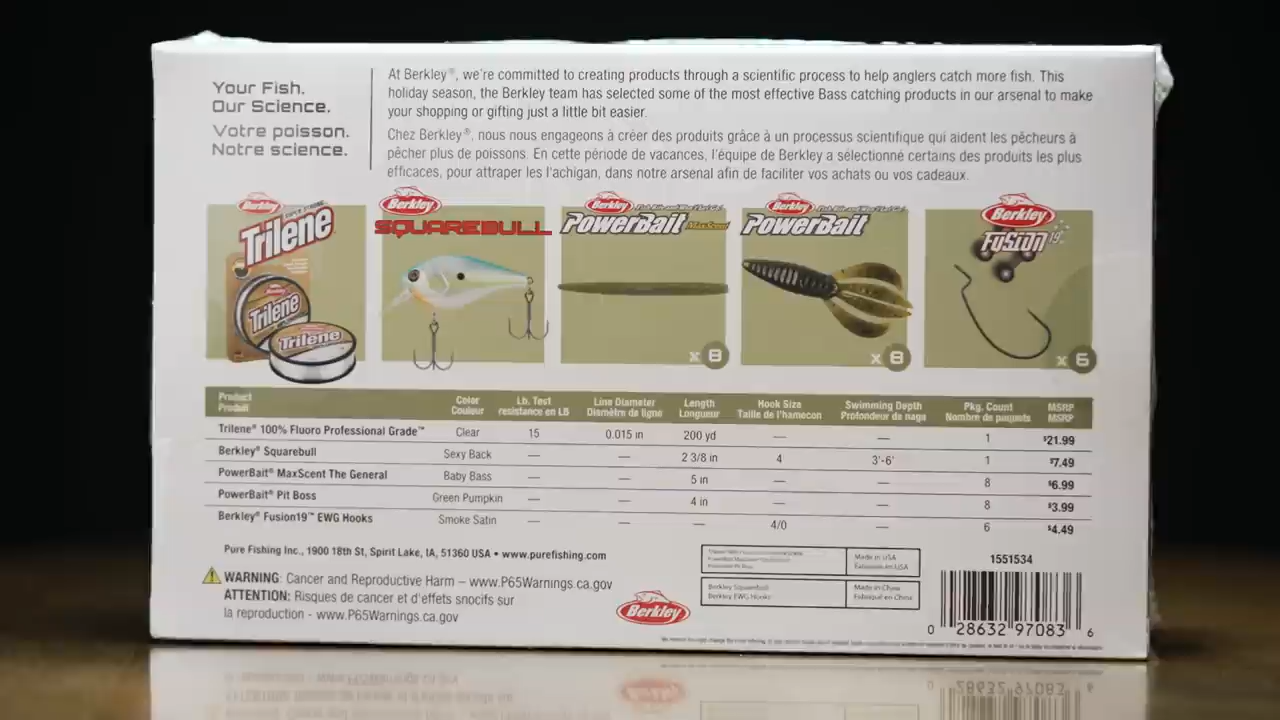 Your Fish.
Our Science.
Votre poisson.
Notre science.
At Berkley®, we're committed to creating products through a scientific process to help anglers catch more fish. This
holiday season, the Berkley team has selected some of the most effective Bass catching products in our arsenal to make
your shopping or gifting just a little bit easier.
Chez Berkley®, nous nous engageons à créer des produits grâce à un processus scientifique qui aident les pêcheurs à
pêcher plus de poissons. En cette période de vacances, l'équipe de Berkley a sélectionné certains des produits les plus
efficaces, pour attraper les l'achigan, dans notre arsenal afin de faciliter vos achats ou vos cadeaux.
Berkley
SUPER STRONG
Trilene
Trilene
Trilene
Berkley
SQUAREBULL
Berkley
PowerBait MaxScent
x 8
Berkley
PowerBait
x 8
Berkley
FUSION 19
x 6
Product Color Lb. Test Line Diameter Length Hook Size Swimming Depth Pkg. Count MSRP
Produit Couleur resistance en LB Diamètre de ligne Longueur Taille de l'hamecon Profondeur de nage Nombre de paquets MSRP
Trilene® 100% Fluoro Professional Grade™ Clear 15 0.015 in 200 yd — — 1 $21.99
Berkley® Squarebull Sexy Back — — 2 3/8 in 4 3'-6' 1 $7.49
PowerBait® MaxScent The General Baby Bass — — 5 in — — 8 $6.99
PowerBait® Pit Boss Green Pumpkin — — 4 in — — 8 $3.99
Berkley® Fusion19™ EWG Hooks Smoke Satin — — — 4/0 — 6 $4.49
Pure Fishing Inc., 1900 18th St, Spirit Lake, IA, 51360 USA • www.purefishing.com
WARNING: Cancer and Reproductive Harm – www.P65Warnings.ca.gov
ATTENTION: Risques de cancer et d'effets snocifs sur
la reproduction - www.P65Warnings.ca.gov
Berkley
Made in USA
Berkley Squarebull
Berkley EWG Hooks
Made in China
Fabriqué en China
1551534
0 28632 97083 6